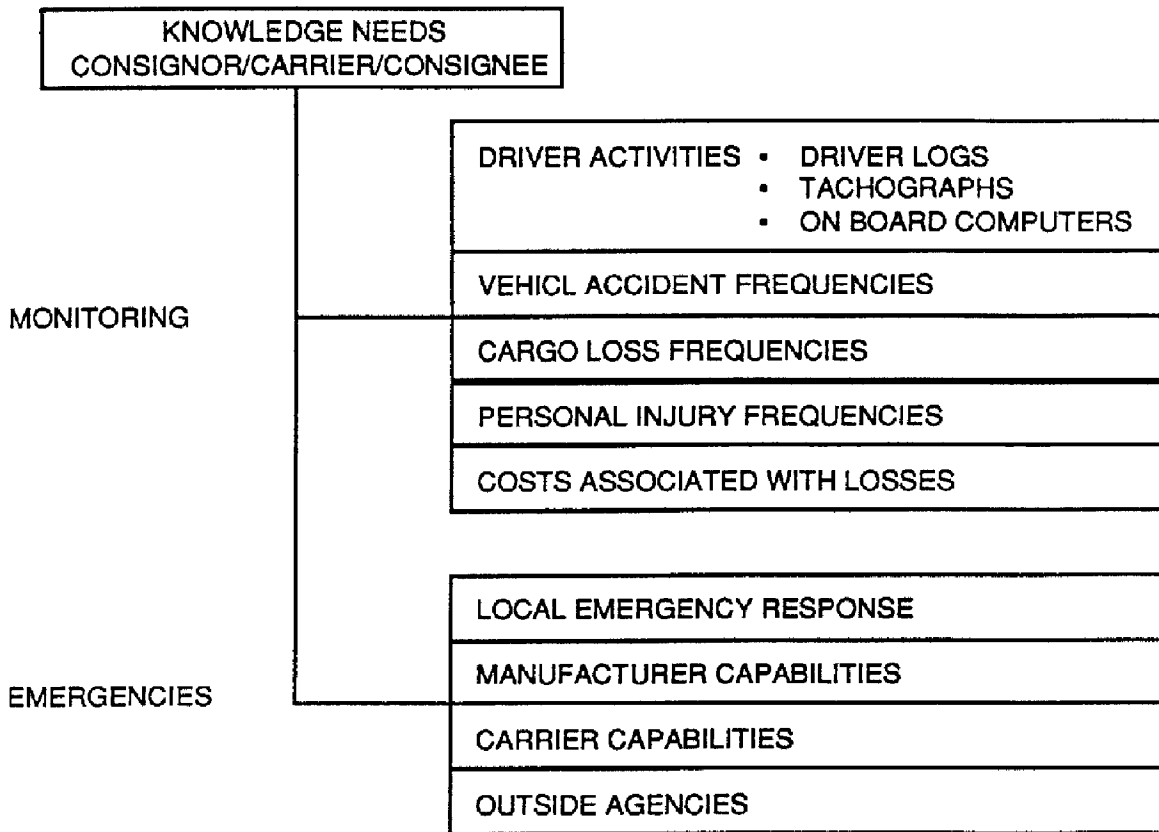 KNOWLEDGE NEEDS
CONSIGNOR/CARRIER/CONSIGNEE
DRIVER ACTIVITIES ▪ DRIVER LOGS
▪ TACHOGRAPHS
▪ ON BOARD COMPUTERS
VEHICL ACCIDENT FREQUENCIES
MONITORING
CARGO LOSS FREQUENCIES
PERSONAL INJURY FREQUENCIES
COSTS ASSOCIATED WITH LOSSES
LOCAL EMERGENCY RESPONSE
MANUFACTURER CAPABILITIES
EMERGENCIES
CARRIER CAPABILITIES
OUTSIDE AGENCIES